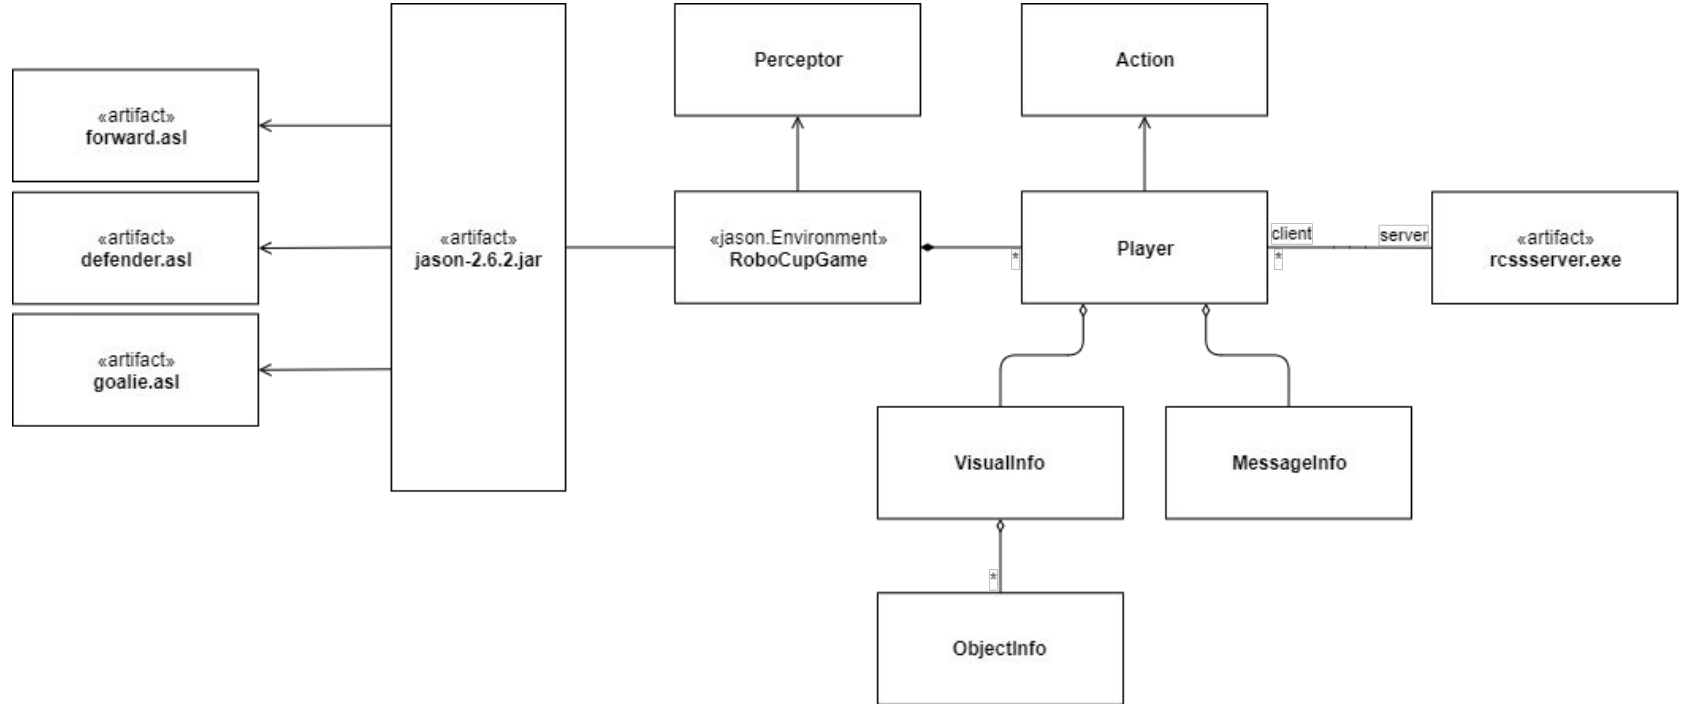 Perceptor
Action
«artifact»
forward.asl
«artifact»
defender.asl
«artifact»
goalie.asl
«artifact»
jason-2.6.2.jar
«jason.Environment»
RoboCupGame
*
Player
client
*
server
«artifact»
rcssserver.exe
VisualInfo
MessageInfo
*
ObjectInfo